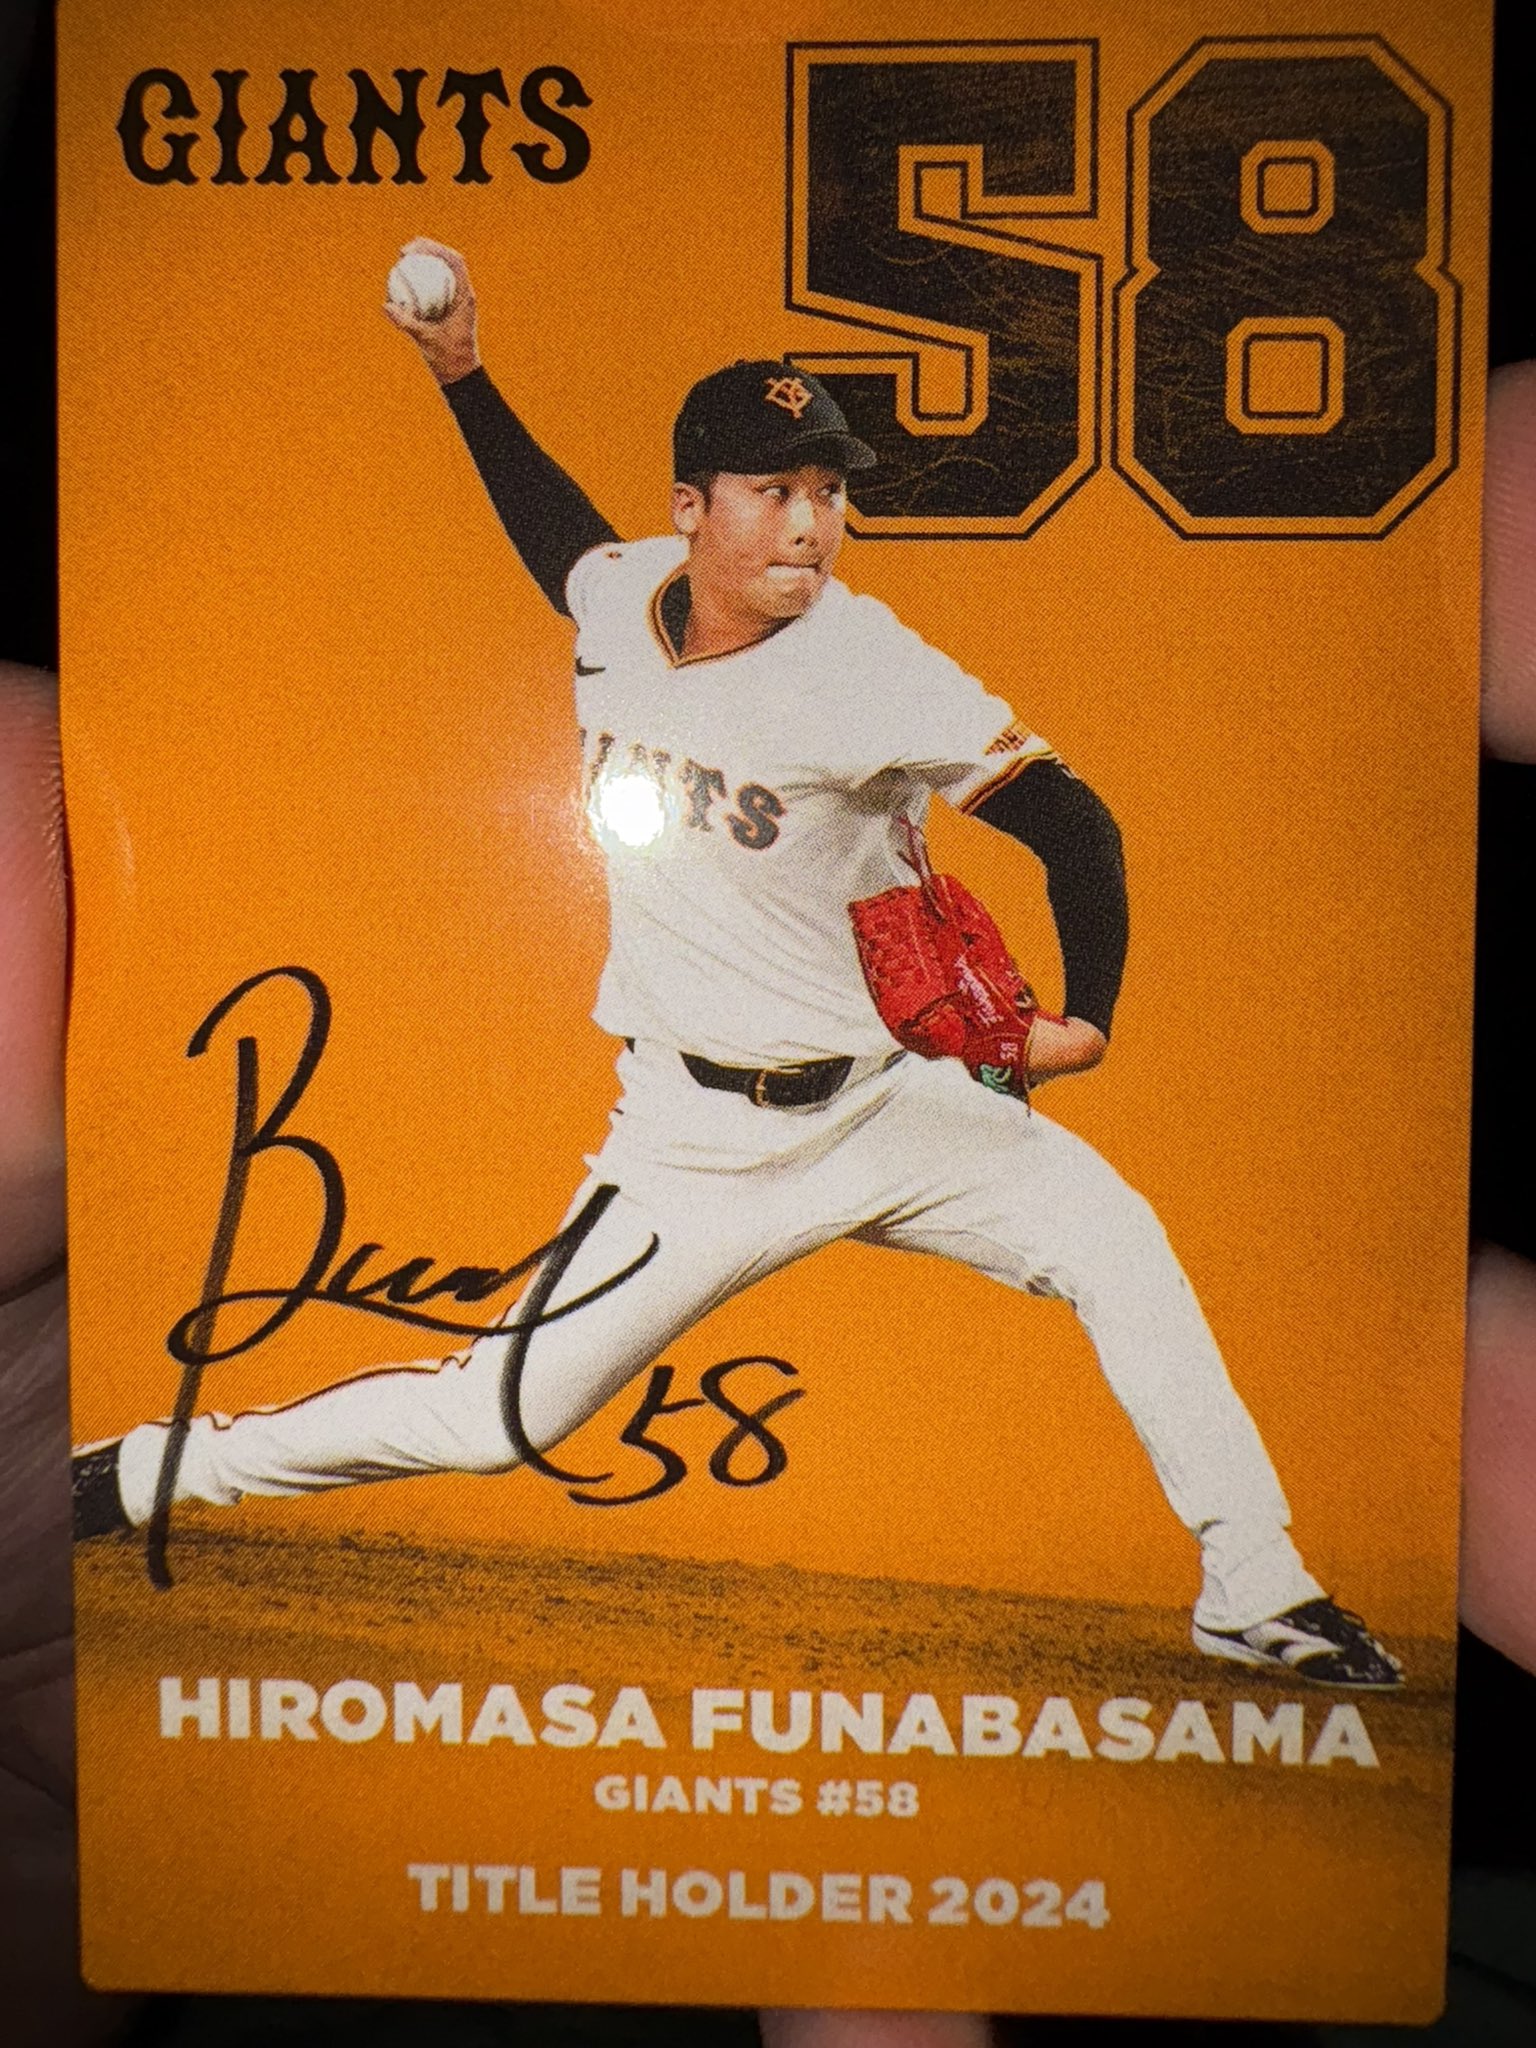 GIANTS
58
58
HIROMASA FUNABASAMA
GIANTS #58
TITLE HOLDER 2024